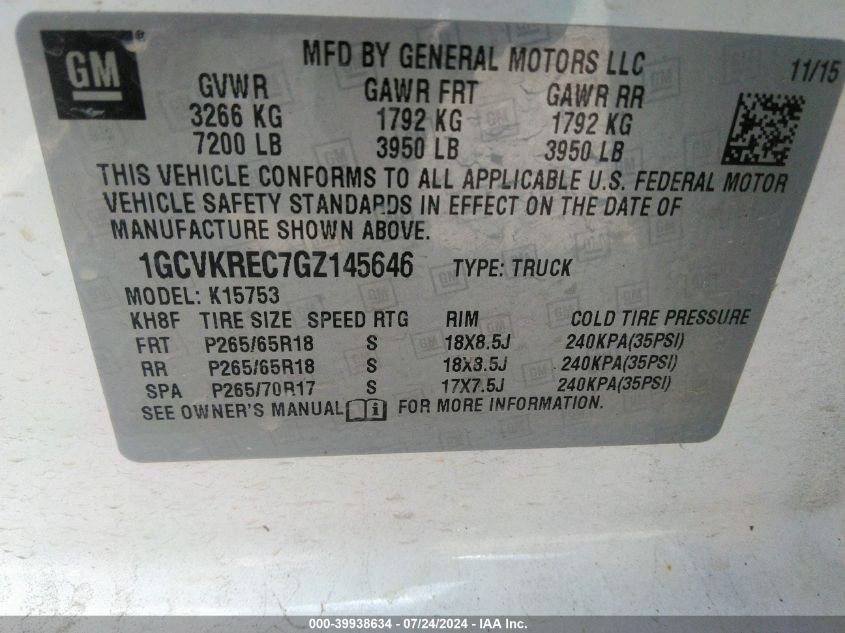 GM ®
MFD BY GENERAL MOTORS LLC
11/15
GVWR GAWR FRT GAWR RR
3266 KG 1792 KG 1792 KG
7200 LB 3950 LB 3950 LB
THIS VEHICLE CONFORMS TO ALL APPLICABLE U.S. FEDERAL MOTOR
VEHICLE SAFETY STANDARDS IN EFFECT ON THE DATE OF
MANUFACTURE SHOWN ABOVE.
1GCVKREC7GZ145646 TYPE: TRUCK
MODEL: K15753
KH8F TIRE SIZE SPEED RTG RIM COLD TIRE PRESSURE
FRT P265/65R18 S 18X8.5J 240KPA(35PSI)
RR P265/65R18 S 18X8.5J 240KPA(35PSI)
SPA P265/70R17 S 17X7.5J 240KPA(35PSI)
SEE OWNER'S MANUAL FOR MORE INFORMATION.
000-39938634 / 07/24/2024 - IAA Inc.